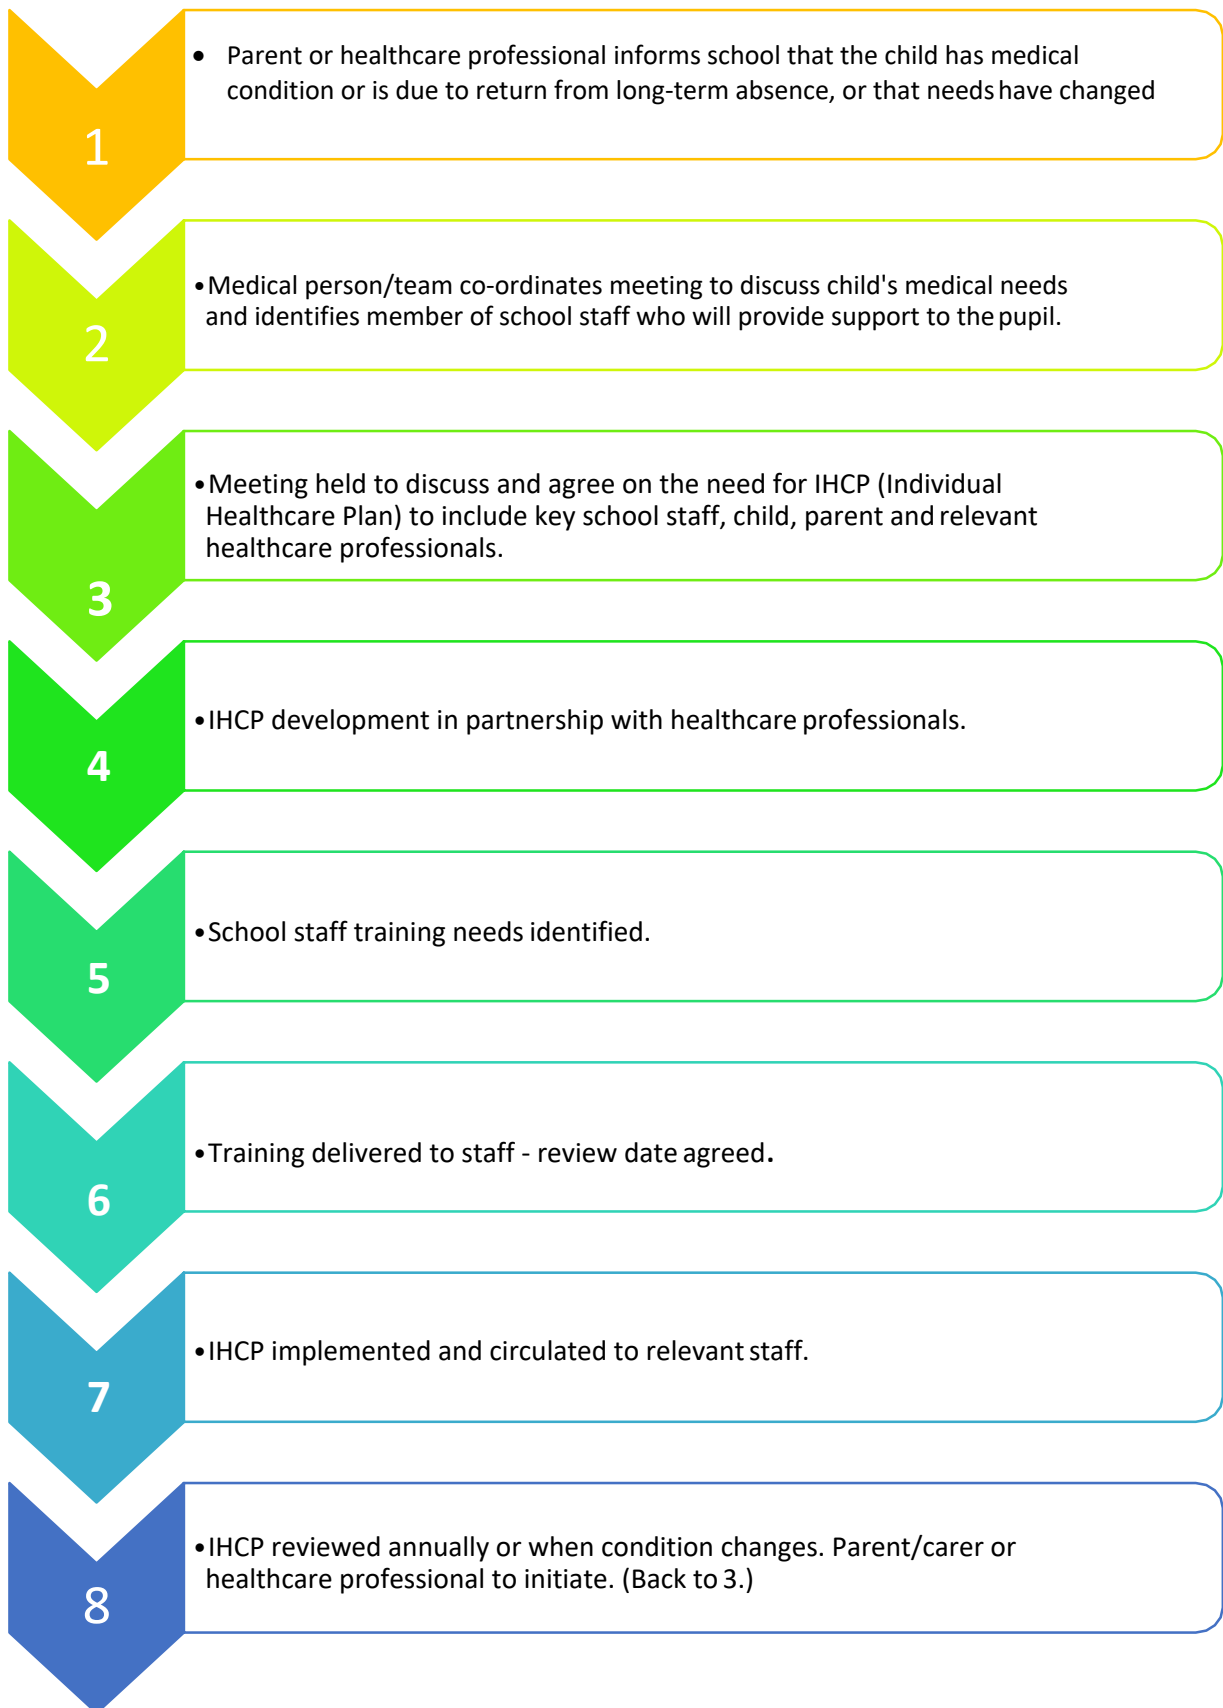 • Parent or healthcare professional informs school that the child has medical
condition or is due to return from long-term absence, or that needs have changed
1
•Medical person/team co-ordinates meeting to discuss child's medical needs
and identifies member of school staff who will provide support to the pupil.
2
•Meeting held to discuss and agree on the need for IHCP (Individual
Healthcare Plan) to include key school staff, child, parent and relevant
healthcare professionals.
3
•IHCP development in partnership with healthcare professionals.
4
•School staff training needs identified.
5
•Training delivered to staff - review date agreed.
6
•IHCP implemented and circulated to relevant staff.
7
•IHCP reviewed annually or when condition changes. Parent/carer or
healthcare professional to initiate. (Back to 3.)
8